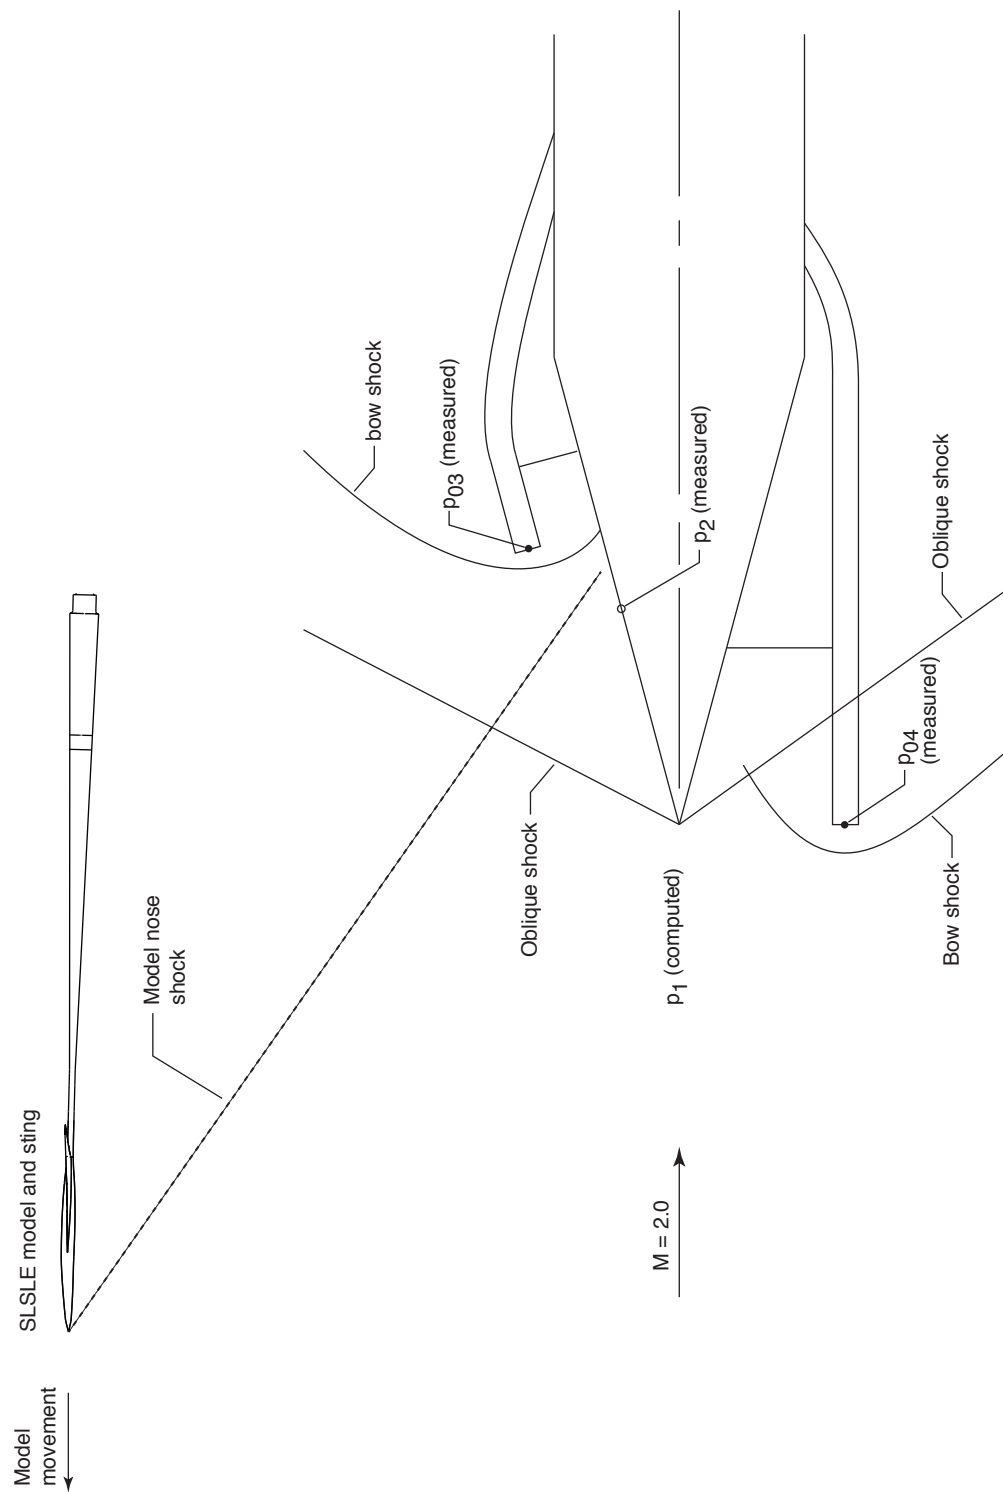 Model
movement
SLSLE model and sting
Model nose
shock
bow shock
p03 (measured)
Oblique shock
M = 2.0
p1 (computed)
p2 (measured)
p04
(measured)
Oblique shock
Bow shock